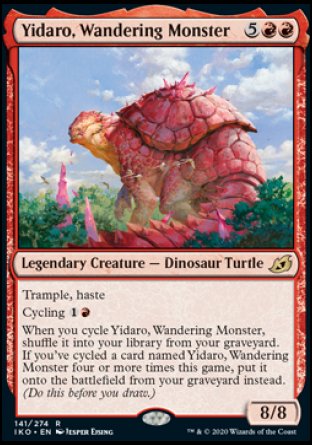 Yidaro, Wandering Monster 5
Legendary Creature — Dinosaur Turtle
Trample, haste
Cycling 1
When you cycle Yidaro, Wandering Monster,
shuffle it into your library from your graveyard.
If you've cycled a card named Yidaro, Wandering
Monster four or more times this game, put it
onto the battlefield from your graveyard instead.
(Do this before you draw.)
8/8
141/274 R
IKO • EN Jesper Ejsing
™ & © 2020 Wizards of the Coast